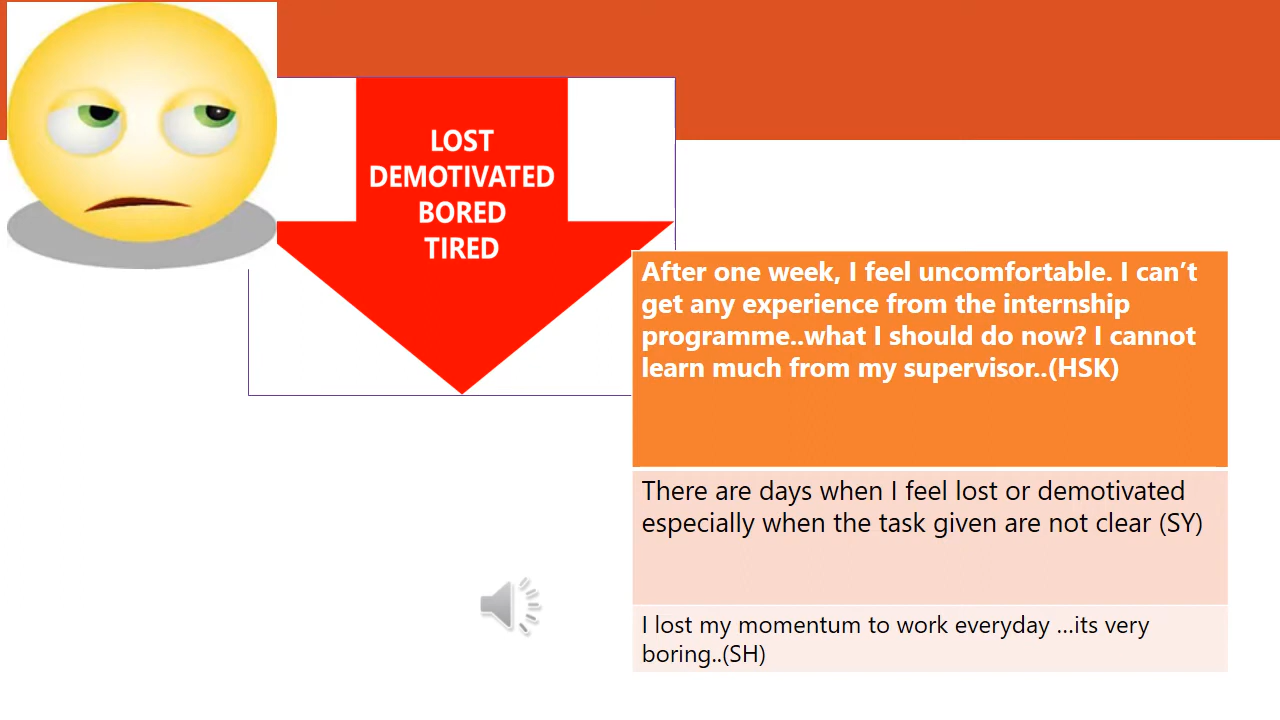 LOST
DEMOTIVATED
BORED
TIRED
After one week, I feel uncomfortable. I can’t
get any experience from the internship
programme..what I should do now? I cannot
learn much from my supervisor..(HSK)
There are days when I feel lost or demotivated
especially when the task given are not clear (SY)
I lost my momentum to work everyday ...its very
boring..(SH)